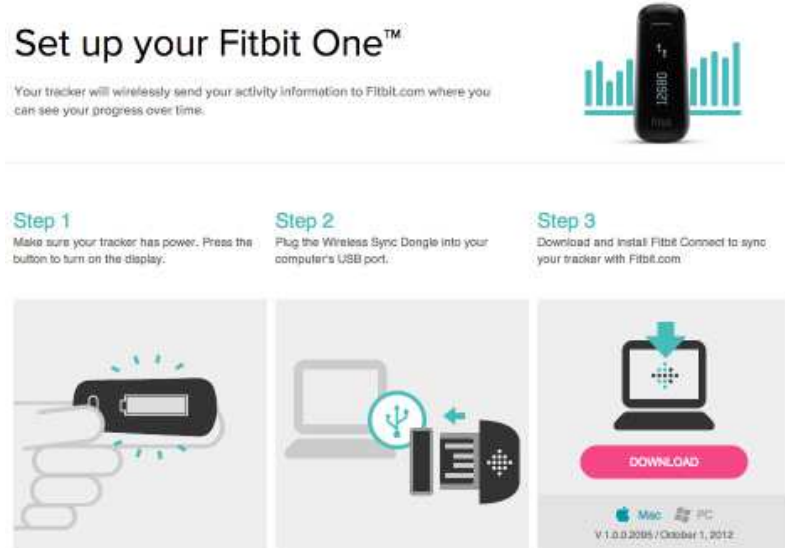 Set up your Fitbit One™
Your tracker will wirelessly send your activity information to Fitbit.com where you
can see your progress over time.
12680
fitbit
Step 1
Make sure your tracker has power. Press the
button to turn on the display.
Step 2
Plug the Wireless Sync Dongle into your
computer's USB port.
Step 3
Download and install Fitbit Connect to sync
your tracker with Fitbit.com
DOWNLOAD
Mac PC
V 1.0.0.2095 / October 1, 2012